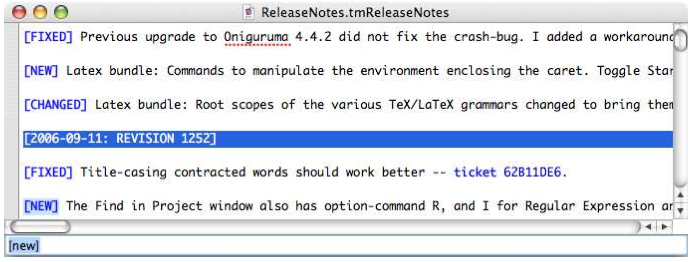 ReleaseNotes.tmReleaseNotes
[FIXED] Previous upgrade to Oniguruma 4.4.2 did not fix the crash-bug. I added a workaround
[NEW] Latex bundle: Commands to manipulate the environment enclosing the caret. Toggle Star
[CHANGED] Latex bundle: Root scopes of the various TeX/LaTeX grammars changed to bring them
[2006-09-11: REVISION 1252]
[FIXED] Title-casing contracted words should work better -- ticket 62B11DE6.
[NEW] The Find in Project window also has option-command R, and I for Regular Expression an
[new]